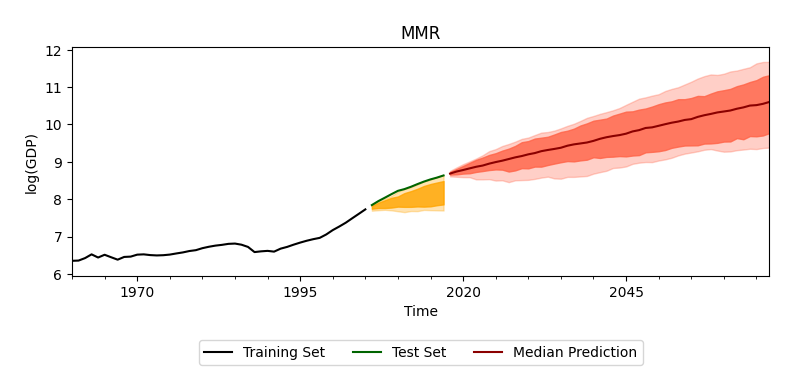 MMR
log(GDP)
12
11
10
9
8
7
6
1970
1995
2020
2045
Time
Training Set
Test Set
Median Prediction